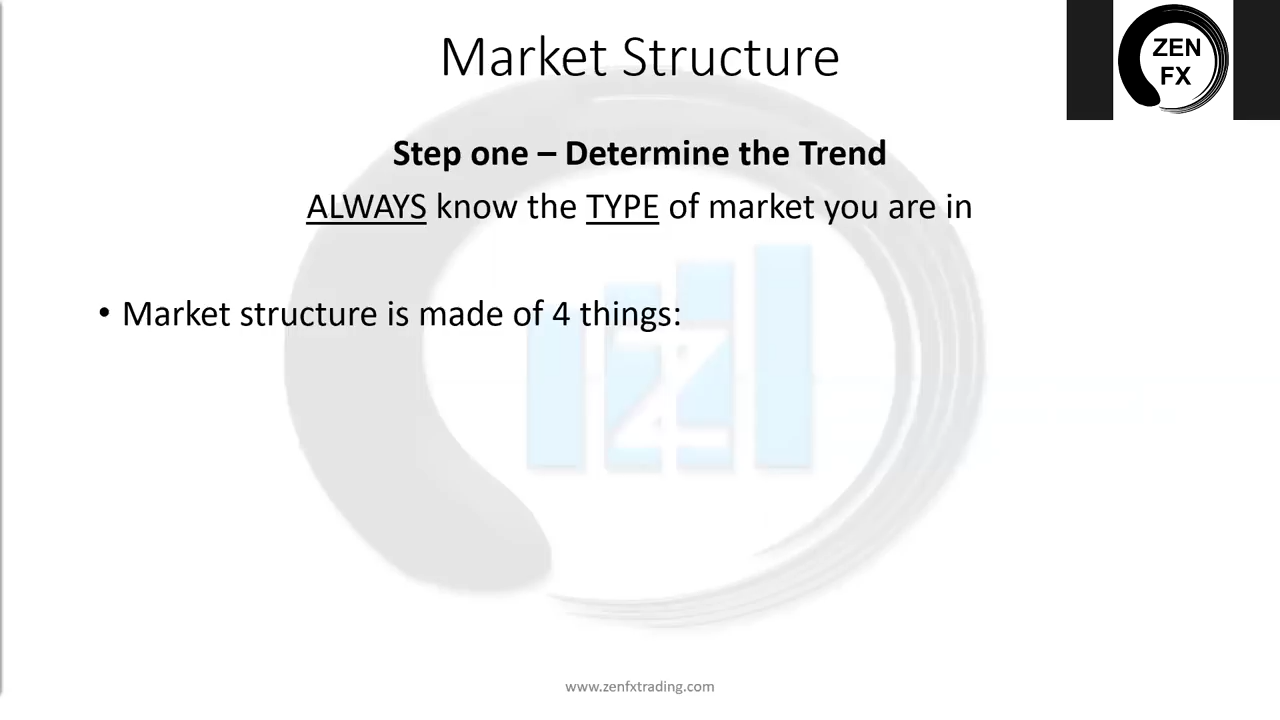 Market Structure
ZEN
FX
Step one – Determine the Trend
ALWAYS know the TYPE of market you are in
• Market structure is made of 4 things:
www.zenfxtrading.com